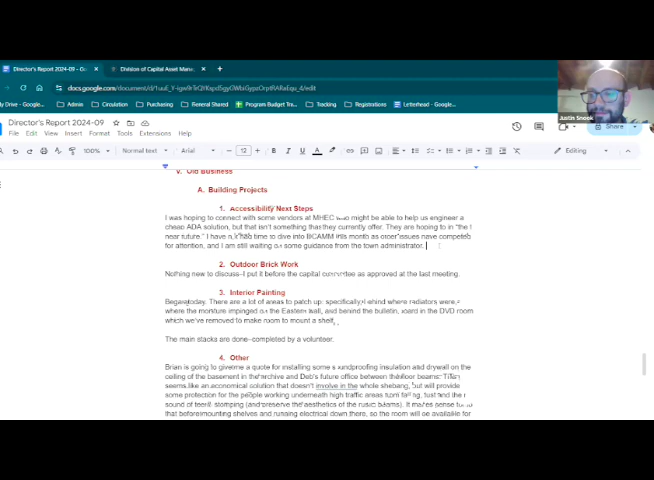 Director's Report 2024-09 - G
Division of Capital Asset Man
docs.google.com/document/d/
y Drive - Google
Admin
Circulation
Purchasing
General Shared
Program Budget Trac
Tracking
Registrations
Letterhead - Google
Justin Snook
Director's Report 2024-09
File Edit View Insert Format Tools Extensions Help
Share
100% Normal text Arial 12 Editing
V. Old Business
A. Building Projects
1. Accessibility Next Steps
I was hoping to connect with some vendors at MHEC who might be able to help us engineer a
cheap ADA solution, but that isn't something that they currently offer. They are hoping to in "the
near future." I have time to dive into this month as other issues have competed
for attention, and I am still waiting on some guidance from the town administrator.
2. Outdoor Brick Work
Nothing new to discuss–I put it before the capital committee as approved at the last meeting.
3. Interior Painting
Began today. There are a lot of areas to patch up: specifically behind where radiators were,
where the moisture impinged on the Eastern wall, and behind the bulletin board in the DVD room
which we've removed to make room to mount a shelf.
The main stacks are done–completed by a volunteer.
4. Other
Brian is going to give me a quote for installing some soundproofing insulation and drywall on the
ceiling of the basement in the archive and Deb's future office between the floor beams. This
seems like an economical solution that doesn't involve in the whole shebang, but will provide
some protection for the people working underneath high traffic areas from falling dust and the
sound of stomping (and preserve the aesthetics of the rustic beams). It makes sense to
that before mounting shelves and running electrical down there, so the room will be available for